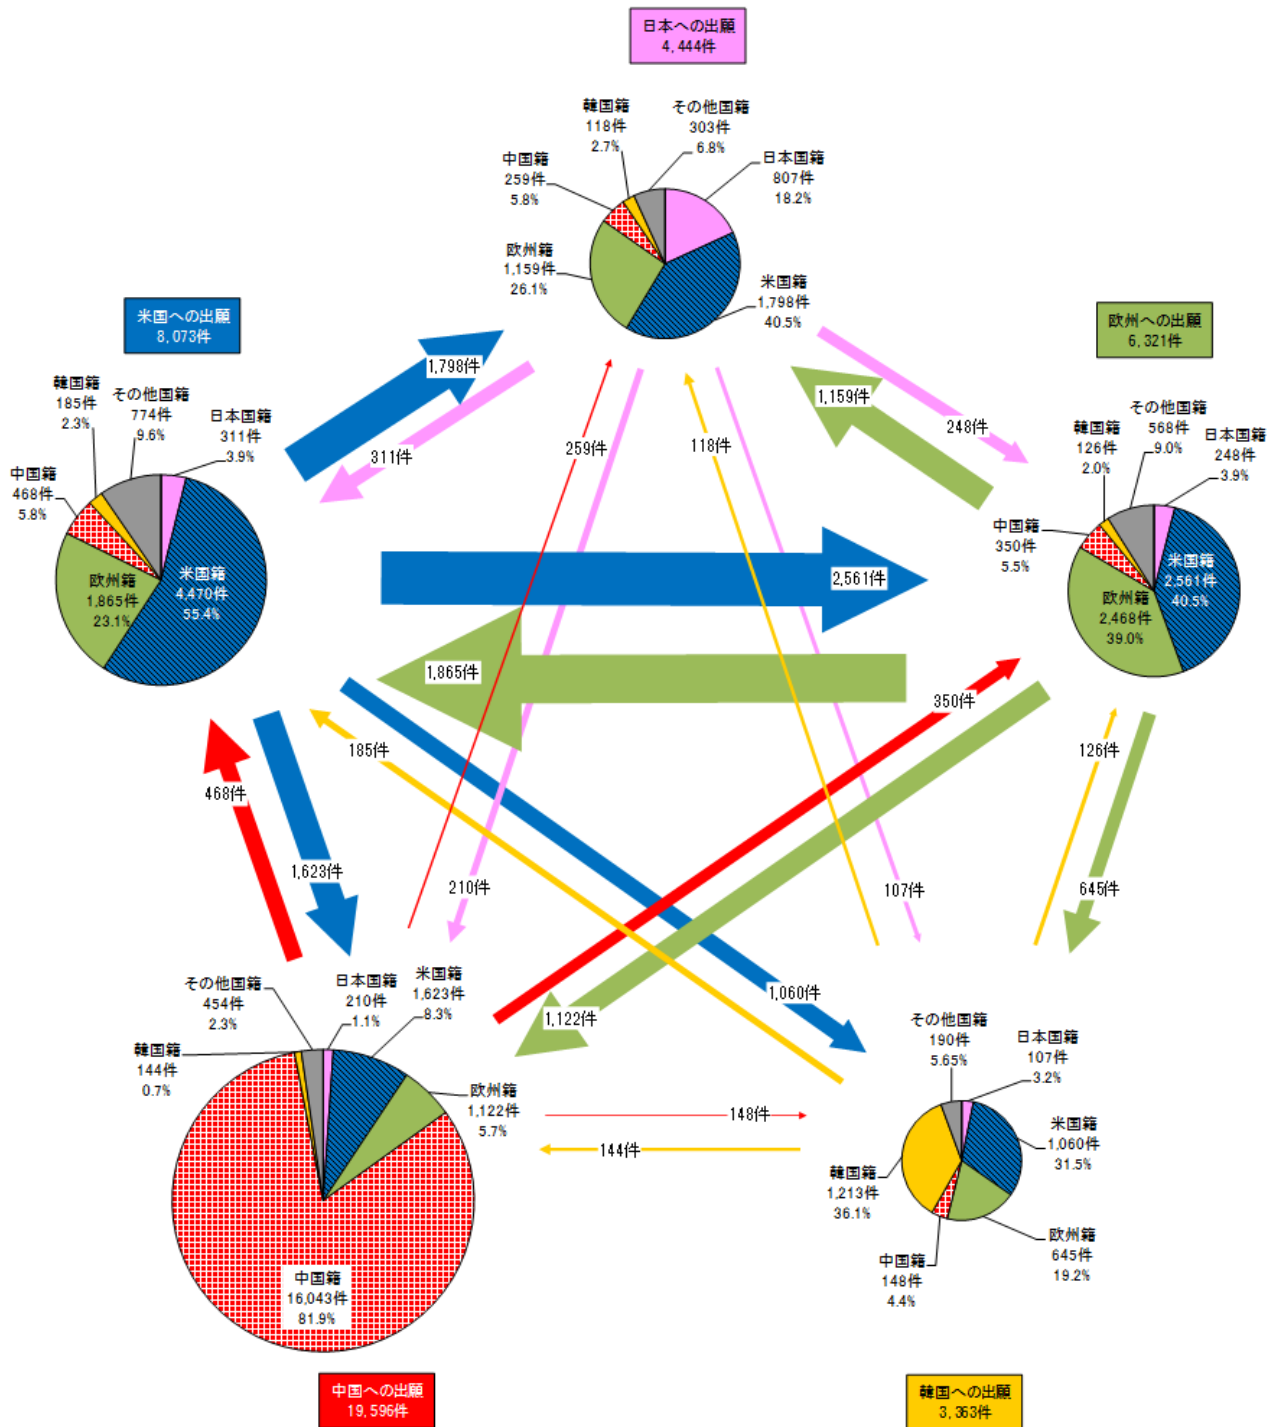 日本への出願
4,444件
韓国籍
118件
2.7%
その他国籍
303件
6.8%
中国籍
259件
5.8%
日本国籍
807件
18.2%
欧州籍
1,159件
26.1%
米国籍
1,798件
40.5%
米国への出願
8,073件
欧州への出願
6,321件
1,798件
311件
259件
118件
1,159件
248件
韓国籍
185件
2.3%
その他国籍
774件
9.6%
日本国籍
311件
3.9%
中国籍
468件
5.8%
欧州籍
1,865件
23.1%
米国籍
4,470件
55.4%
その他国籍
568件
9.0%
韓国籍
126件
2.0%
日本国籍
248件
3.9%
中国籍
350件
5.5%
米国籍
2,561件
40.5%
欧州籍
2,468件
39.0%
2,561件
1,865件
350件
185件
126件
468件
1,623件
210件
107件
645件
1,060件
1,122件
148件
144件
その他国籍
454件
2.3%
日本国籍
210件
1.1%
米国籍
1,623件
8.3%
韓国籍
144件
0.7%
欧州籍
1,122件
5.7%
中国籍
16,043件
81.9%
その他国籍
190件
5.65%
日本国籍
107件
3.2%
米国籍
1,060件
31.5%
韓国籍
1,213件
36.1%
欧州籍
645件
19.2%
中国籍
148件
4.4%
中国への出願
19,596件
韓国への出願
3,363件